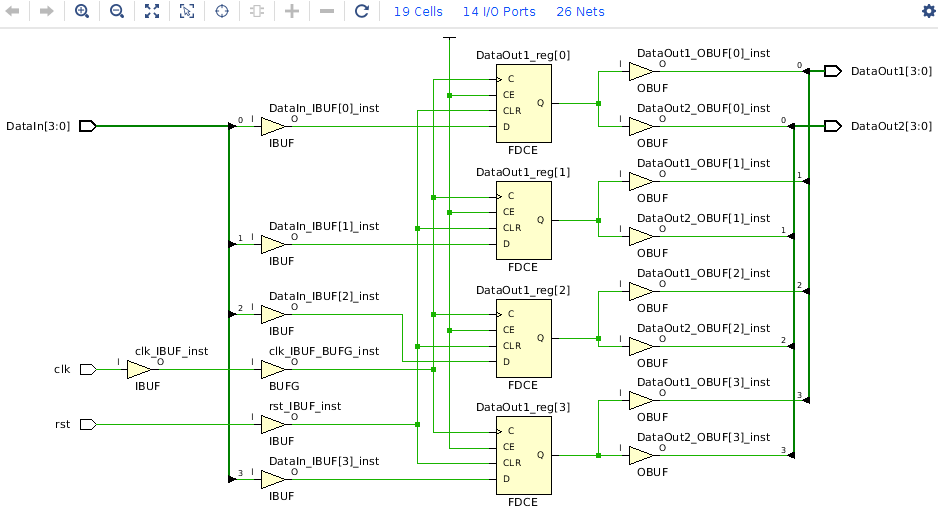 19 Cells 14 I/O Ports 26 Nets
DataIn[3:0]
clk
rst
I clk_IBUF_inst O
IBUF
0 I DataIn_IBUF[0]_inst O
IBUF
1 I DataIn_IBUF[1]_inst O
IBUF
2 I DataIn_IBUF[2]_inst O
IBUF
I clk_IBUF_BUFG_inst O
BUFG
I rst_IBUF_inst O
IBUF
3 I DataIn_IBUF[3]_inst O
IBUF
DataOut1_reg[0]
C
CE
CLR
D
Q
FDCE
DataOut1_reg[1]
C
CE
CLR
D
Q
FDCE
DataOut1_reg[2]
C
CE
CLR
D
Q
FDCE
DataOut1_reg[3]
C
CE
CLR
D
Q
FDCE
DataOut1_OBUF[0]_inst
I O 0
OBUF
DataOut2_OBUF[0]_inst
I O 0
OBUF
DataOut1_OBUF[1]_inst
I O 1
OBUF
DataOut2_OBUF[1]_inst
I O 1
OBUF
DataOut1_OBUF[2]_inst
I O 2
OBUF
DataOut2_OBUF[2]_inst
I O 2
OBUF
DataOut1_OBUF[3]_inst
I O 3
OBUF
DataOut2_OBUF[3]_inst
I O 3
OBUF
DataOut1[3:0]
DataOut2[3:0]